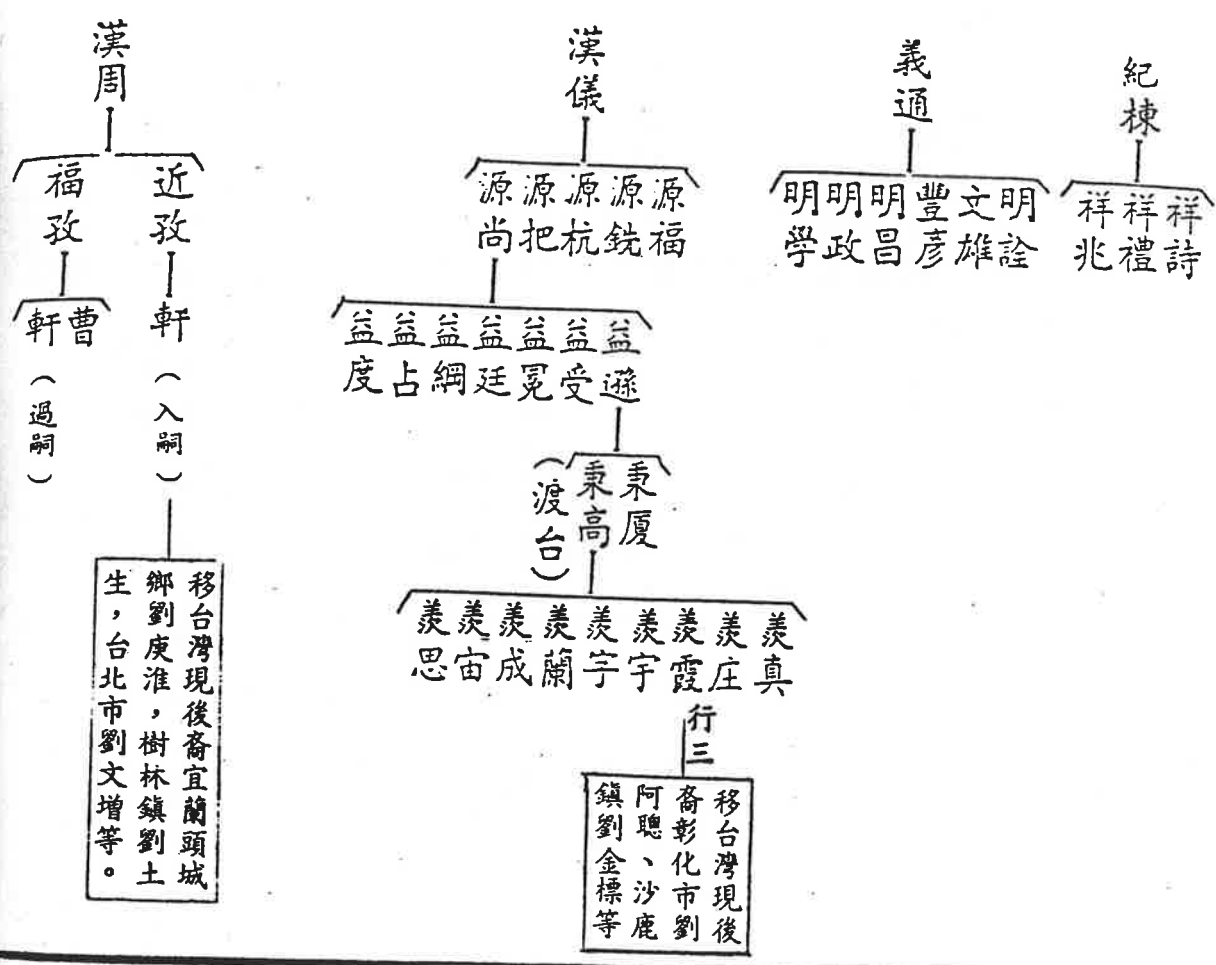 紀棟
祥詩
祥禮
祥兆
義通
明詮
文雄
豐彥
明昌
明政
明學
漢儀
源福
源銑
源杭
源把
源尚
益遜
益受
益冕
益廷
益綱
益占
益度
秉厦
秉高
（渡台）
羨真
羨庄
羨霞
羨宇
羨字
羨蘭
羨成
羨宙
羨思
行三
移台灣現後
裔彰化市劉
阿聰、沙鹿
鎮劉金標等
漢周
近孜
福孜
軒（入嗣）
曹
軒（過嗣）
移台灣現後裔宜蘭頭城
鄉劉庚淮，樹林鎮劉土
生，台北市劉文增等。